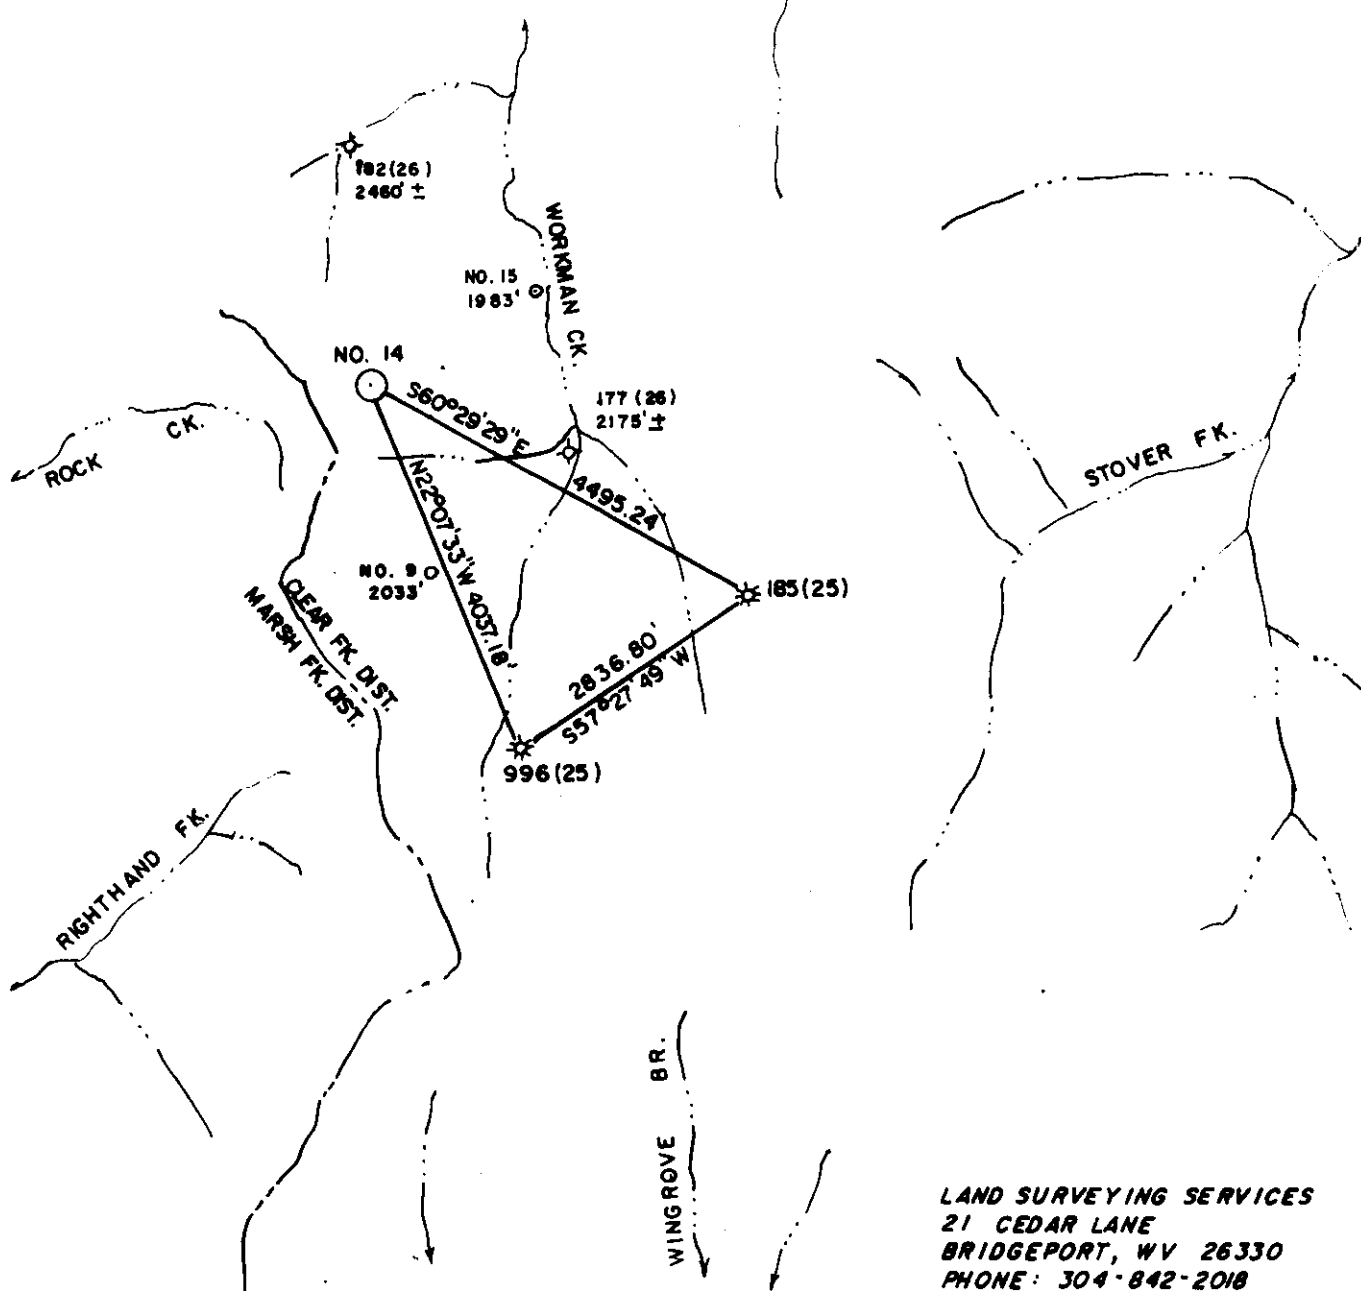 182(26)
2460' ±
WORKMAN CK.
NO. 15
1983'
NO. 14
S60°29'29"E
4495.24'
177 (26)
2175' ±
ROCK CK.
STOVER FK.
N22°07'33"W 4037.18'
NO. 9
2033'
185(25)
CLEAR FK. DIST.
MARSH FK. DIST.
2836.80'
S57°27'49" W
996(25)
RIGHTHAND FK.
WINGROVE BR.
LAND SURVEYING SERVICES
21 CEDAR LANE
BRIDGEPORT, WV 26330
PHONE: 304-842-2018